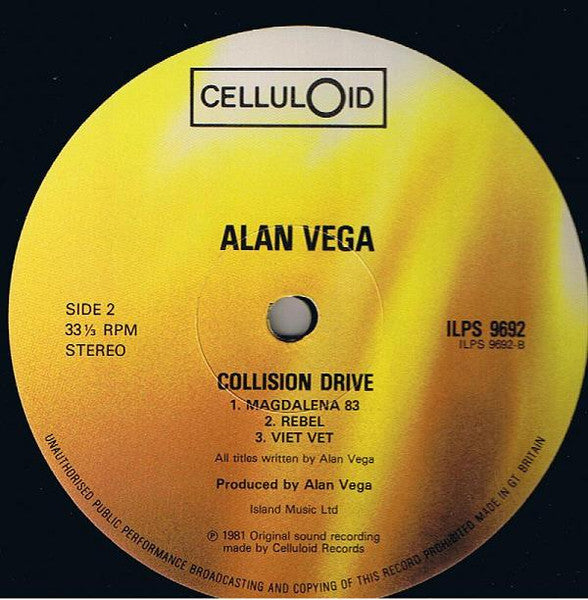 CELLULOID
ALAN VEGA
SIDE 2
33⅓ RPM
STEREO
ILPS 9692
ILPS 9692-B
COLLISION DRIVE
1. MAGDALENA 83
2. REBEL
3. VIET VET
All titles written by Alan Vega
Produced by Alan Vega
Island Music Ltd
℗ 1981 Original sound recording
made by Celluloid Records
UNAUTHORISED PUBLIC PERFORMANCE BROADCASTING AND COPYING OF THIS RECORD PROHIBITED MADE IN GT BRITAIN